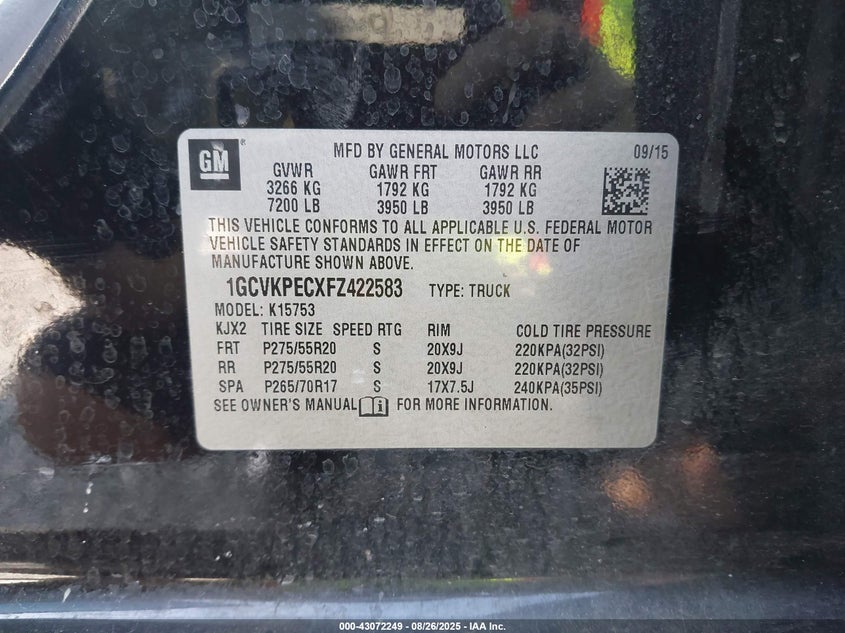 GM ® MFD BY GENERAL MOTORS LLC 09/15
GVWR GAWR FRT GAWR RR
3266 KG 1792 KG 1792 KG
7200 LB 3950 LB 3950 LB
THIS VEHICLE CONFORMS TO ALL APPLICABLE U.S. FEDERAL MOTOR
VEHICLE SAFETY STANDARDS IN EFFECT ON THE DATE OF
MANUFACTURE SHOWN ABOVE.
1GCVKPECXFZ422583 TYPE: TRUCK
MODEL: K15753
KJX2 TIRE SIZE SPEED RTG RIM COLD TIRE PRESSURE
FRT P275/55R20 S 20X9J 220KPA(32PSI)
RR P275/55R20 S 20X9J 220KPA(32PSI)
SPA P265/70R17 S 17X7.5J 240KPA(35PSI)
SEE OWNER'S MANUAL i FOR MORE INFORMATION.
000-43072249 - 08/26/2025 - IAA Inc.